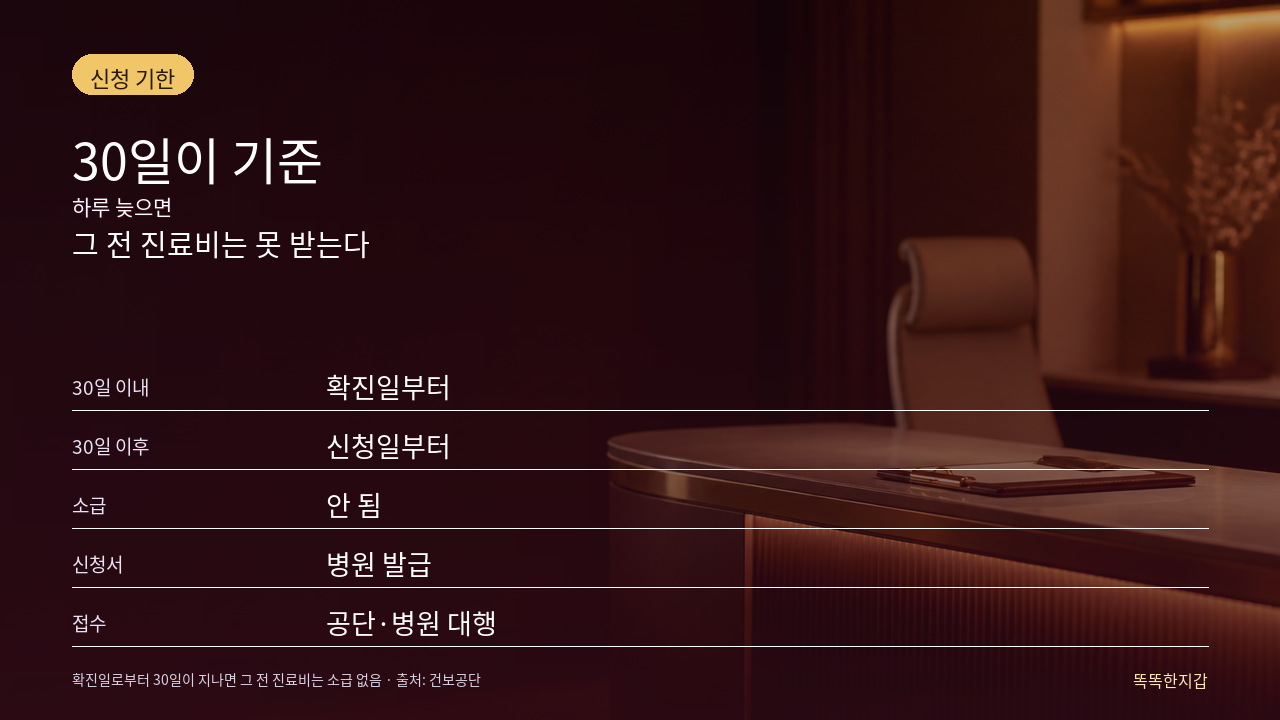 신청 기한
30일이 기준
하루 늦으면
그 전 진료비는 못 받는다
30일 이내 확진일부터
30일 이후 신청일부터
소급 안 됨
신청서 병원 발급
접수 공단·병원 대행
확진일로부터 30일이 지나면 그 전 진료비는 소급 없음 · 출처: 건보공단
똑똑한지갑